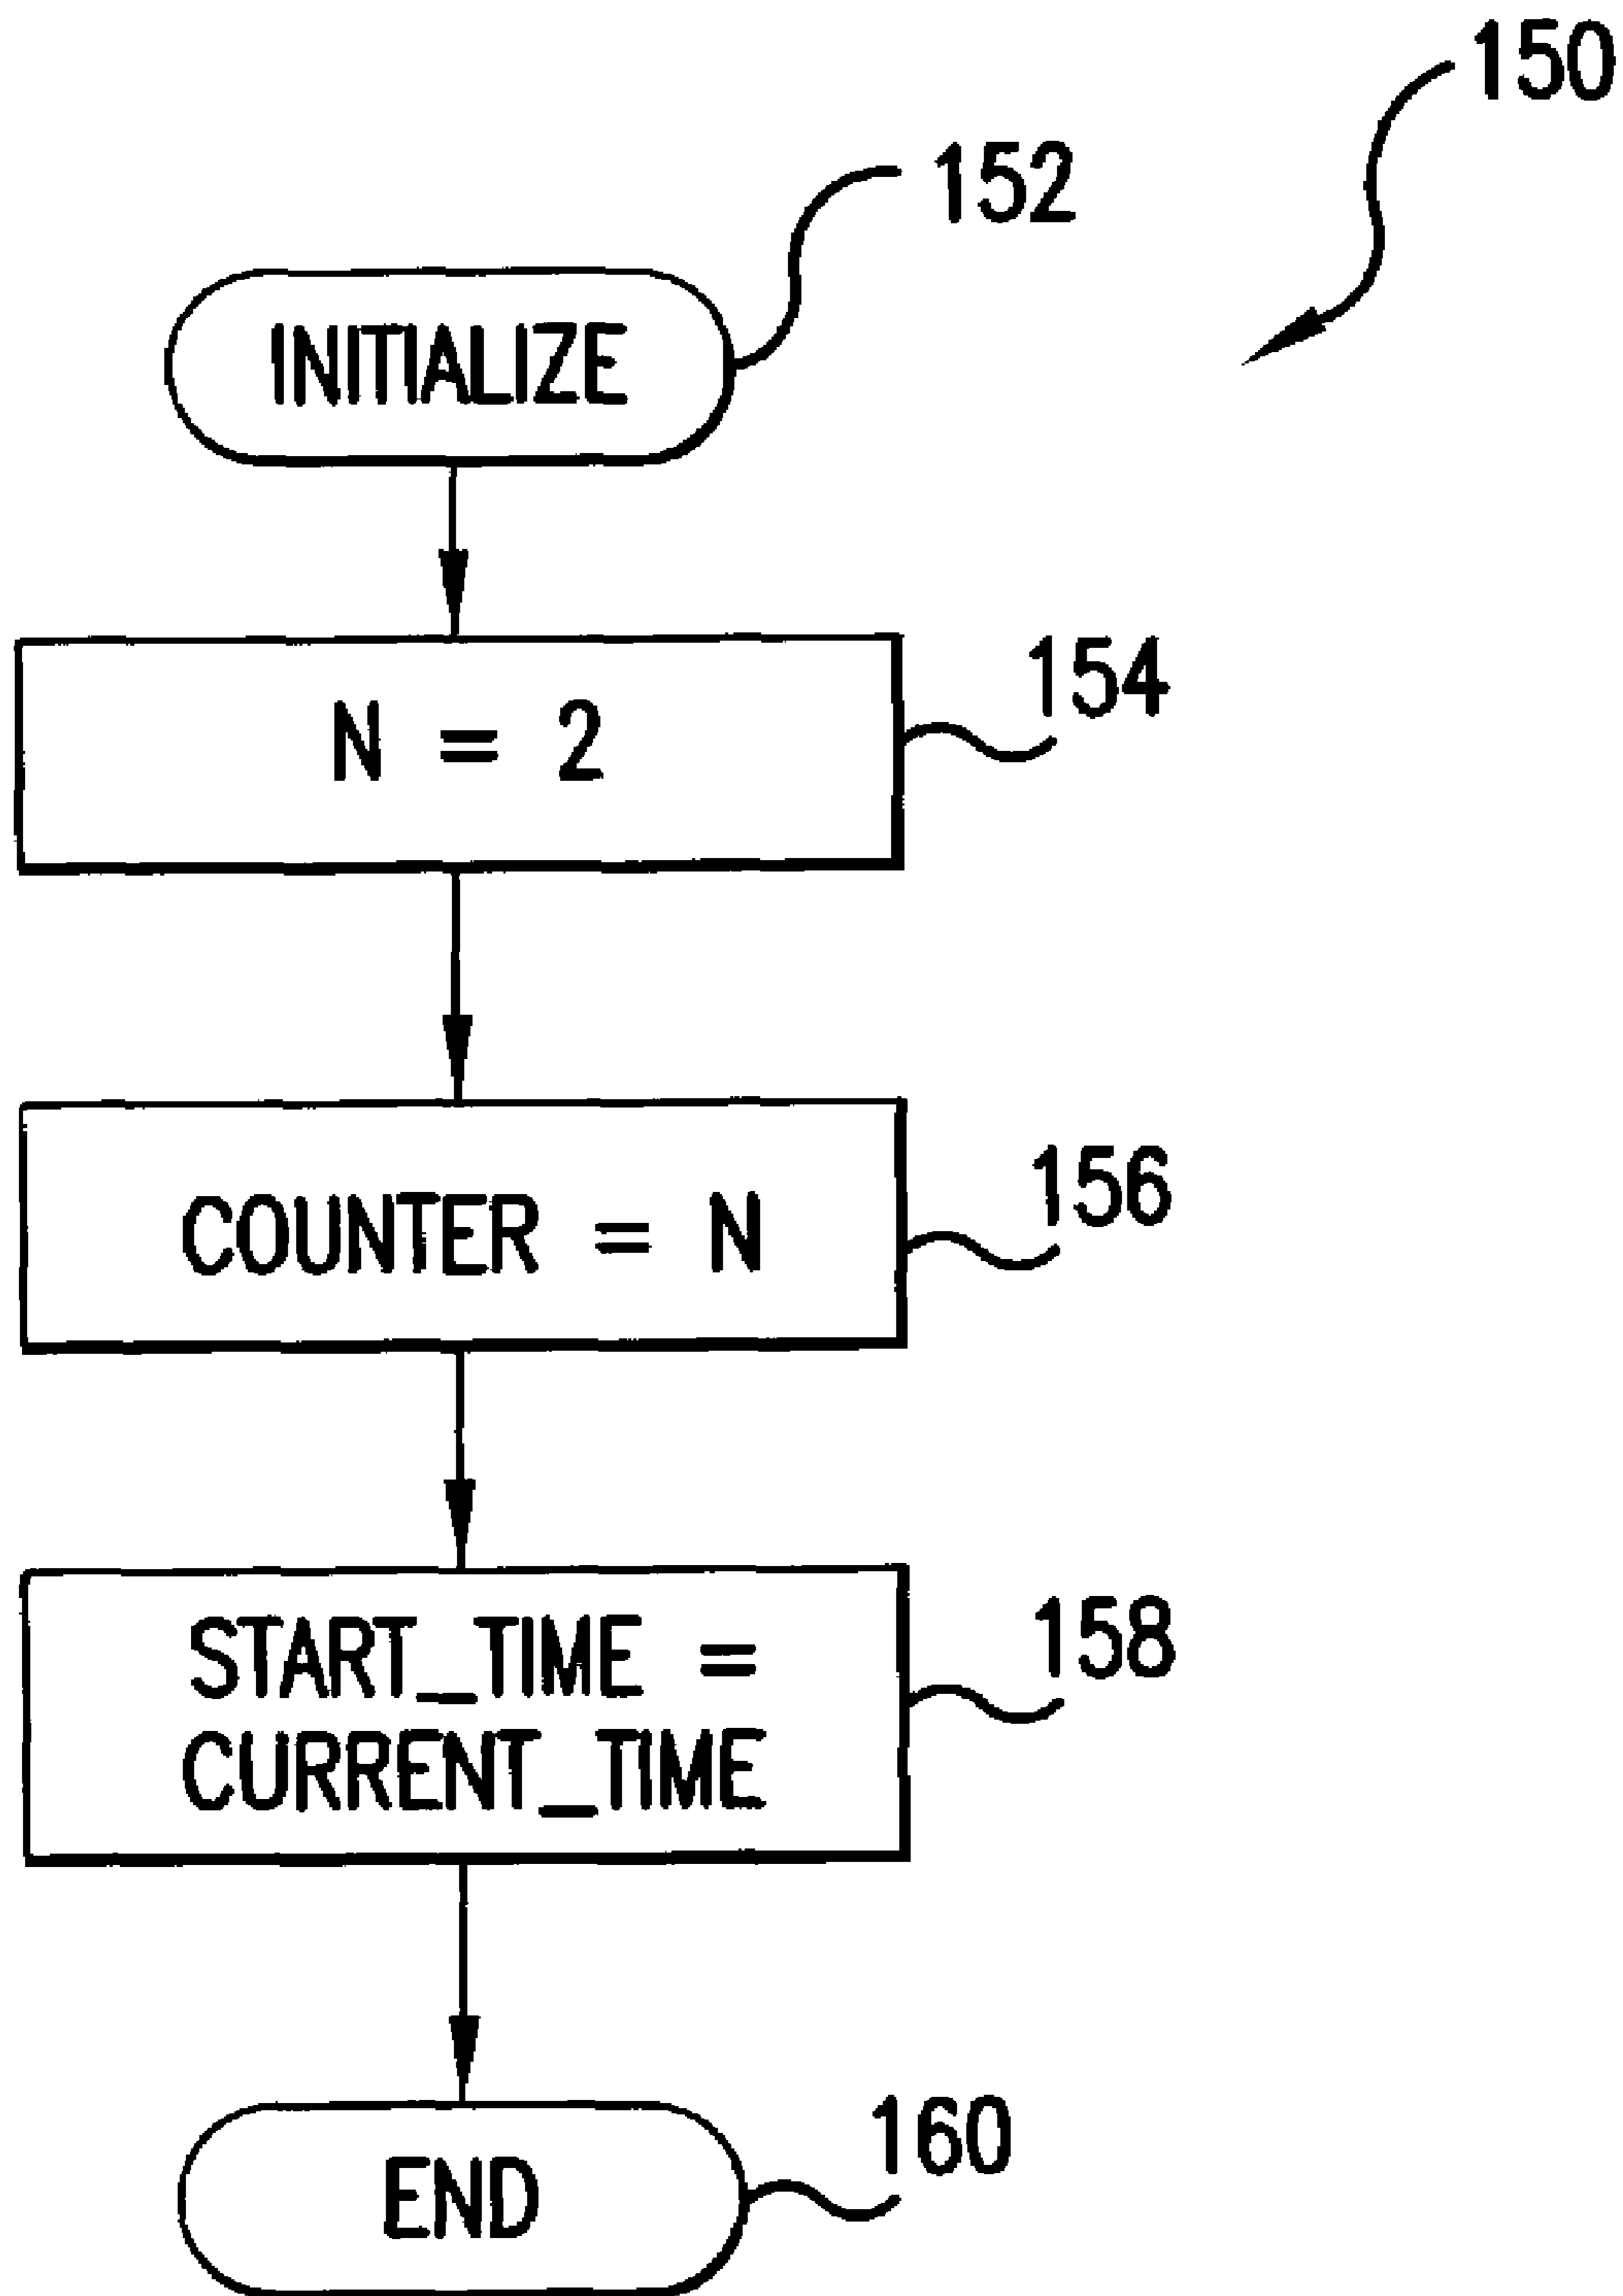 150
152
INITIALIZE
154
N = 2
156
COUNTER = N
158
START_TIME =
CURRENT_TIME
160
END